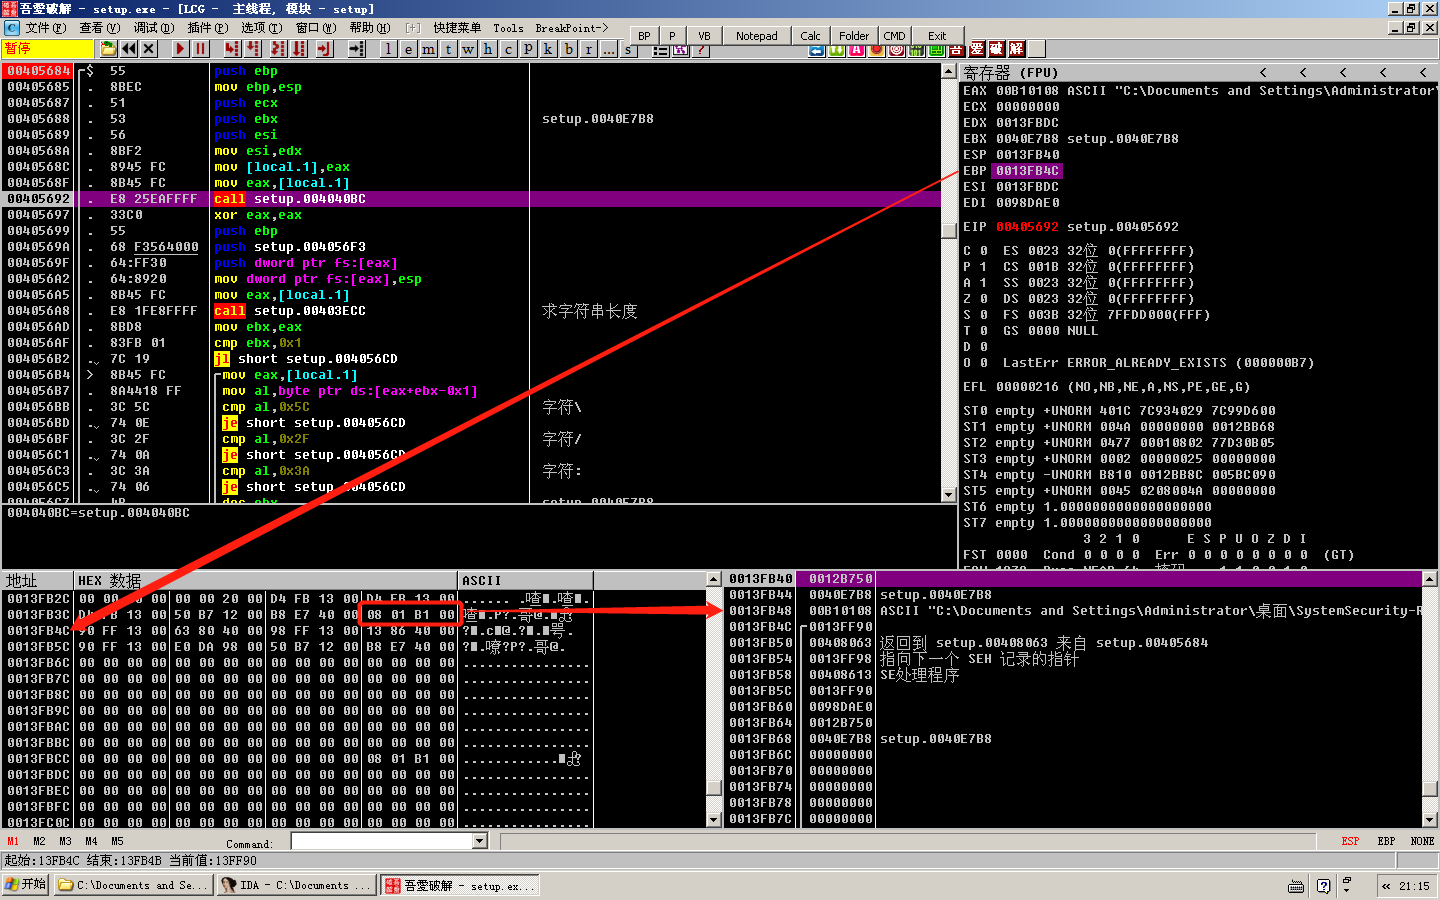 吾爱破解 - setup.exe - [LCG - 主线程, 模块 - setup]
文件(F) 查看(V) 调试(D) 插件(P) 选项(T) 窗口(W) 帮助(H) [+] 快捷菜单 Tools BreakPoint->
BP P VB Notepad Calc Folder CMD Exit
暂停
l e m t w h c p k b r ... s
吾 爱 破 解
00405684 $ 55 push ebp
00405685 . 8BEC mov ebp,esp
00405687 . 51 push ecx
00405688 . 53 push ebx setup.0040E7B8
00405689 . 56 push esi
0040568A . 8BF2 mov esi,edx
0040568C . 8945 FC mov [local.1],eax
0040568F . 8B45 FC mov eax,[local.1]
00405692 . E8 25EAFFFF call setup.004040BC
00405697 . 33C0 xor eax,eax
00405699 . 55 push ebp
0040569A . 68 F3564000 push setup.004056F3
0040569F . 64:FF30 push dword ptr fs:[eax]
004056A2 . 64:8920 mov dword ptr fs:[eax],esp
004056A5 . 8B45 FC mov eax,[local.1]
004056A8 . E8 1FE8FFFF call setup.00403ECC 求字符串长度
004056AD . 8BD8 mov ebx,eax
004056AF . 83FB 01 cmp ebx,0x1
004056B2 . 7C 19 jl short setup.004056CD
004056B4 > 8B45 FC mov eax,[local.1]
004056B7 . 8A4418 FF mov al,byte ptr ds:[eax+ebx-0x1]
004056BB . 3C 5C cmp al,0x5C 字符\
004056BD . 74 0E je short setup.004056CD
004056BF . 3C 2F cmp al,0x2F 字符/
004056C1 . 74 0A je short setup.004056CD
004056C3 . 3C 3A cmp al,0x3A 字符:
004056C5 . 74 06 je short setup.004056CD
004056C7 . 4B dec ebx setup.0040E7B8
004040BC=setup.004040BC
寄存器 (FPU) < < < < <
EAX 00B10108 ASCII "C:\Documents and Settings\Administrator\
ECX 00000000
EDX 0013FBDC
EBX 0040E7B8 setup.0040E7B8
ESP 0013FB40
EBP 0013FB4C
ESI 0013FBDC
EDI 0098DAE0
EIP 00405692 setup.00405692
C 0 ES 0023 32位 0(FFFFFFFF)
P 1 CS 001B 32位 0(FFFFFFFF)
A 1 SS 0023 32位 0(FFFFFFFF)
Z 0 DS 0023 32位 0(FFFFFFFF)
S 0 FS 003B 32位 7FFDD000(FFF)
T 0 GS 0000 NULL
D 0
O 0 LastErr ERROR_ALREADY_EXISTS (000000B7)
EFL 00000216 (NO,NB,NE,A,NS,PE,GE,G)
ST0 empty +UNORM 401C 7C934029 7C99D600
ST1 empty +UNORM 004A 00000000 0012BB68
ST2 empty +UNORM 0477 00010802 77D30B05
ST3 empty +UNORM 0002 00000025 00000000
ST4 empty -UNORM B810 0012BB8C 005BC090
ST5 empty +UNORM 0045 0208004A 00000000
ST6 empty 1.0000000000000000000
ST7 empty 1.0000000000000000000
3 2 1 0 E S P U O Z D I
FST 0000 Cond 0 0 0 0 Err 0 0 0 0 0 0 0 0 (GT)
地址 HEX 数据 ASCII
0013FB2C 00 20 00 D4 FB 13 00 D4 FB 13 00
0013FB3C D4 FB 13 00 50 B7 12 00 B8 E7 40 00 08 01 B1 00
0013FB4C 90 FF 13 00 63 80 40 00 98 FF 13 00 13 86 40 00
0013FB5C 90 FF 13 00 E0 DA 98 00 50 B7 12 00 B8 E7 40 00
0013FB6C 00 00 00 00 00 00 00 00 00 00 00 00 00 00 00 00 ................
0013FB7C 00 00 00 00 00 00 00 00 00 00 00 00 00 00 00 00 ................
0013FB8C 00 00 00 00 00 00 00 00 00 00 00 00 00 00 00 00 ................
0013FB9C 00 00 00 00 00 00 00 00 00 00 00 00 00 00 00 00 ................
0013FBAC 00 00 00 00 00 00 00 00 00 00 00 00 00 00 00 00 ................
0013FBBC 00 00 00 00 00 00 00 00 00 00 00 00 00 00 00 00 ................
0013FBCC 00 00 00 00 00 00 00 00 00 00 00 00 08 01 B1 00
0013FBDC 00 00 00 00 00 00 00 00 00 00 00 00 00 00 00 00 ................
0013FBEC 00 00 00 00 00 00 00 00 00 00 00 00 00 00 00 00 ................
0013FBFC 00 00 00 00 00 00 00 00 00 00 00 00 00 00 00 00 ................
0013FC0C 00 00 00 00 00 00 00 00 00 00 00 00 00 00 00 00 ................
0013FB40 0012B750
0013FB44 0040E7B8 setup.0040E7B8
0013FB48 00B10108 ASCII "C:\Documents and Settings\Administrator\桌面\SystemSecurity-R
0013FB4C 0013FF90
0013FB50 00408063 返回到 setup.00408063 来自 setup.00405684
0013FB54 0013FF98 指向下一个 SEH 记录的指针
0013FB58 00408613 SE处理程序
0013FB5C 0013FF90
0013FB60 0098DAE0
0013FB64 0012B750
0013FB68 0040E7B8 setup.0040E7B8
0013FB6C 00000000
0013FB70 00000000
0013FB74 00000000
0013FB78 00000000
0013FB7C 00000000
M1 M2 M3 M4 M5 Command: ESP EBP NONE
起始:13FB4C 结束:13FB4B 当前值:13FF90
开始 C:\Documents and Se... IDA - C:\Documents ... 吾爱破解 - setup.ex... « 21:15